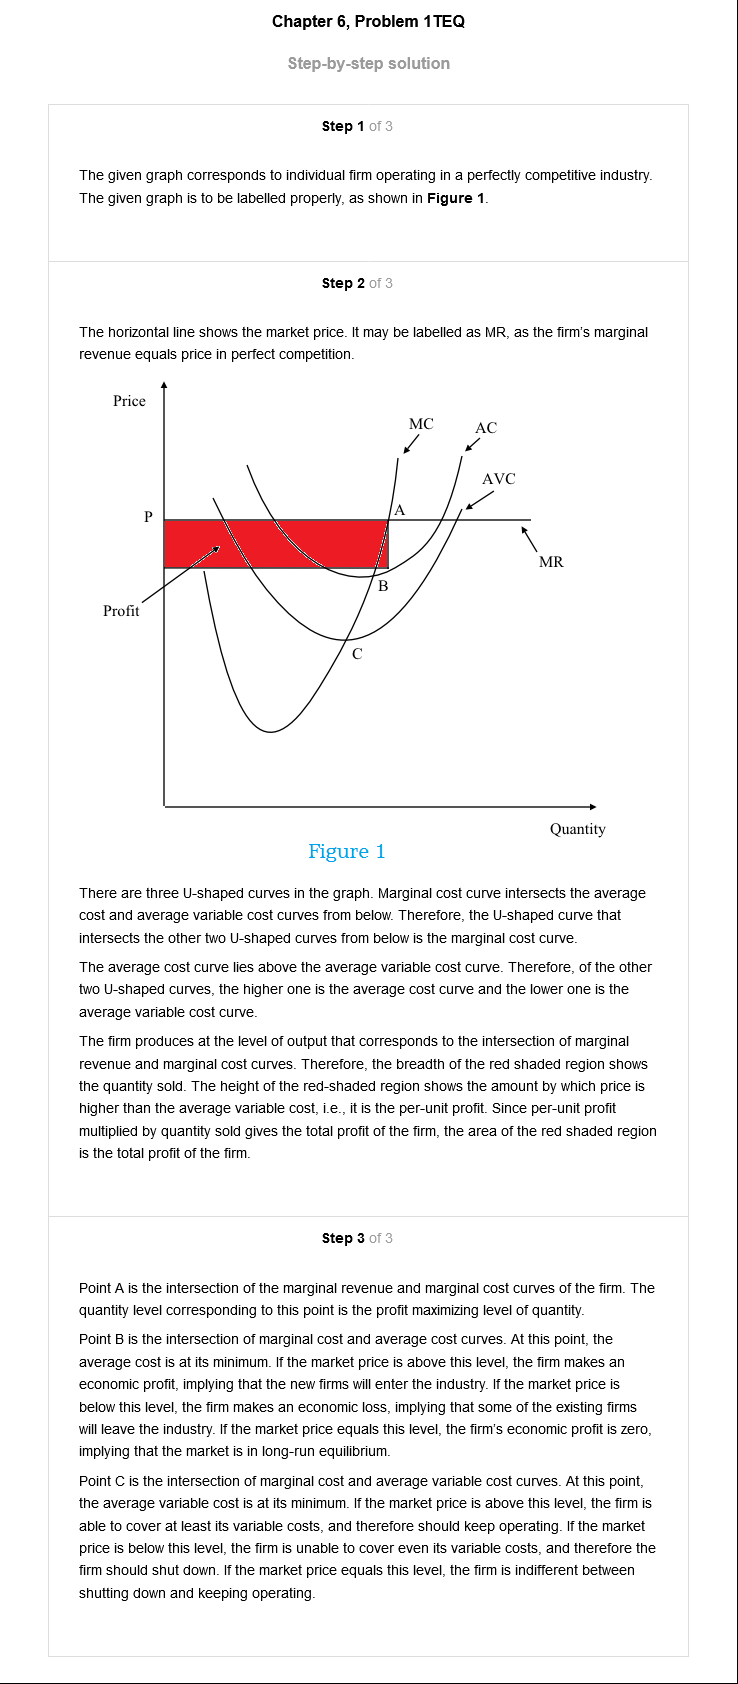 Chapter 6, Problem 1TEQ
Step-by-step solution
Step 1 of 3
The given graph corresponds to individual firm operating in a perfectly competitive industry.
The given graph is to be labelled properly, as shown in Figure 1.
Step 2 of 3
The horizontal line shows the market price. It may be labelled as MR, as the firm's marginal
revenue equals price in perfect competition.
Price
MC
AC
AVC
P
A
MR
B
Profit
C
Quantity
Figure 1
There are three U-shaped curves in the graph. Marginal cost curve intersects the average
cost and average variable cost curves from below. Therefore, the U-shaped curve that
intersects the other two U-shaped curves from below is the marginal cost curve.
The average cost curve lies above the average variable cost curve. Therefore, of the other
two U-shaped curves, the higher one is the average cost curve and the lower one is the
average variable cost curve.
The firm produces at the level of output that corresponds to the intersection of marginal
revenue and marginal cost curves. Therefore, the breadth of the red shaded region shows
the quantity sold. The height of the red-shaded region shows the amount by which price is
higher than the average variable cost, i.e., it is the per-unit profit. Since per-unit profit
multiplied by quantity sold gives the total profit of the firm, the area of the red shaded region
is the total profit of the firm.
Step 3 of 3
Point A is the intersection of the marginal revenue and marginal cost curves of the firm. The
quantity level corresponding to this point is the profit maximizing level of quantity.
Point B is the intersection of marginal cost and average cost curves. At this point, the
average cost is at its minimum. If the market price is above this level, the firm makes an
economic profit, implying that the new firms will enter the industry. If the market price is
below this level, the firm makes an economic loss, implying that some of the existing firms
will leave the industry. If the market price equals this level, the firm's economic profit is zero,
implying that the market is in long-run equilibrium.
Point C is the intersection of marginal cost and average variable cost curves. At this point,
the average variable cost is at its minimum. If the market price is above this level, the firm is
able to cover at least its variable costs, and therefore should keep operating. If the market
price is below this level, the firm is unable to cover even its variable costs, and therefore the
firm should shut down. If the market price equals this level, the firm is indifferent between
shutting down and keeping operating.